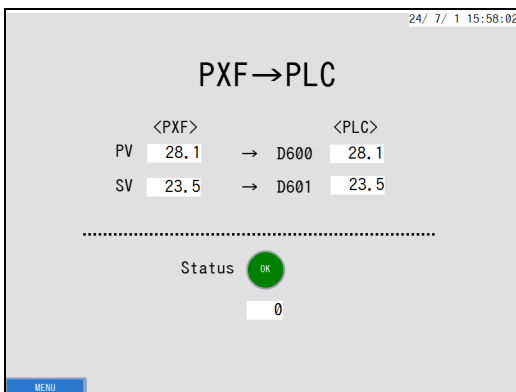 24/ 7/ 1 15:58:02
PXF→PLC
<PXF> <PLC>
PV 28.1 → D600 28.1
SV 23.5 → D601 23.5
Status OK
0
MENU